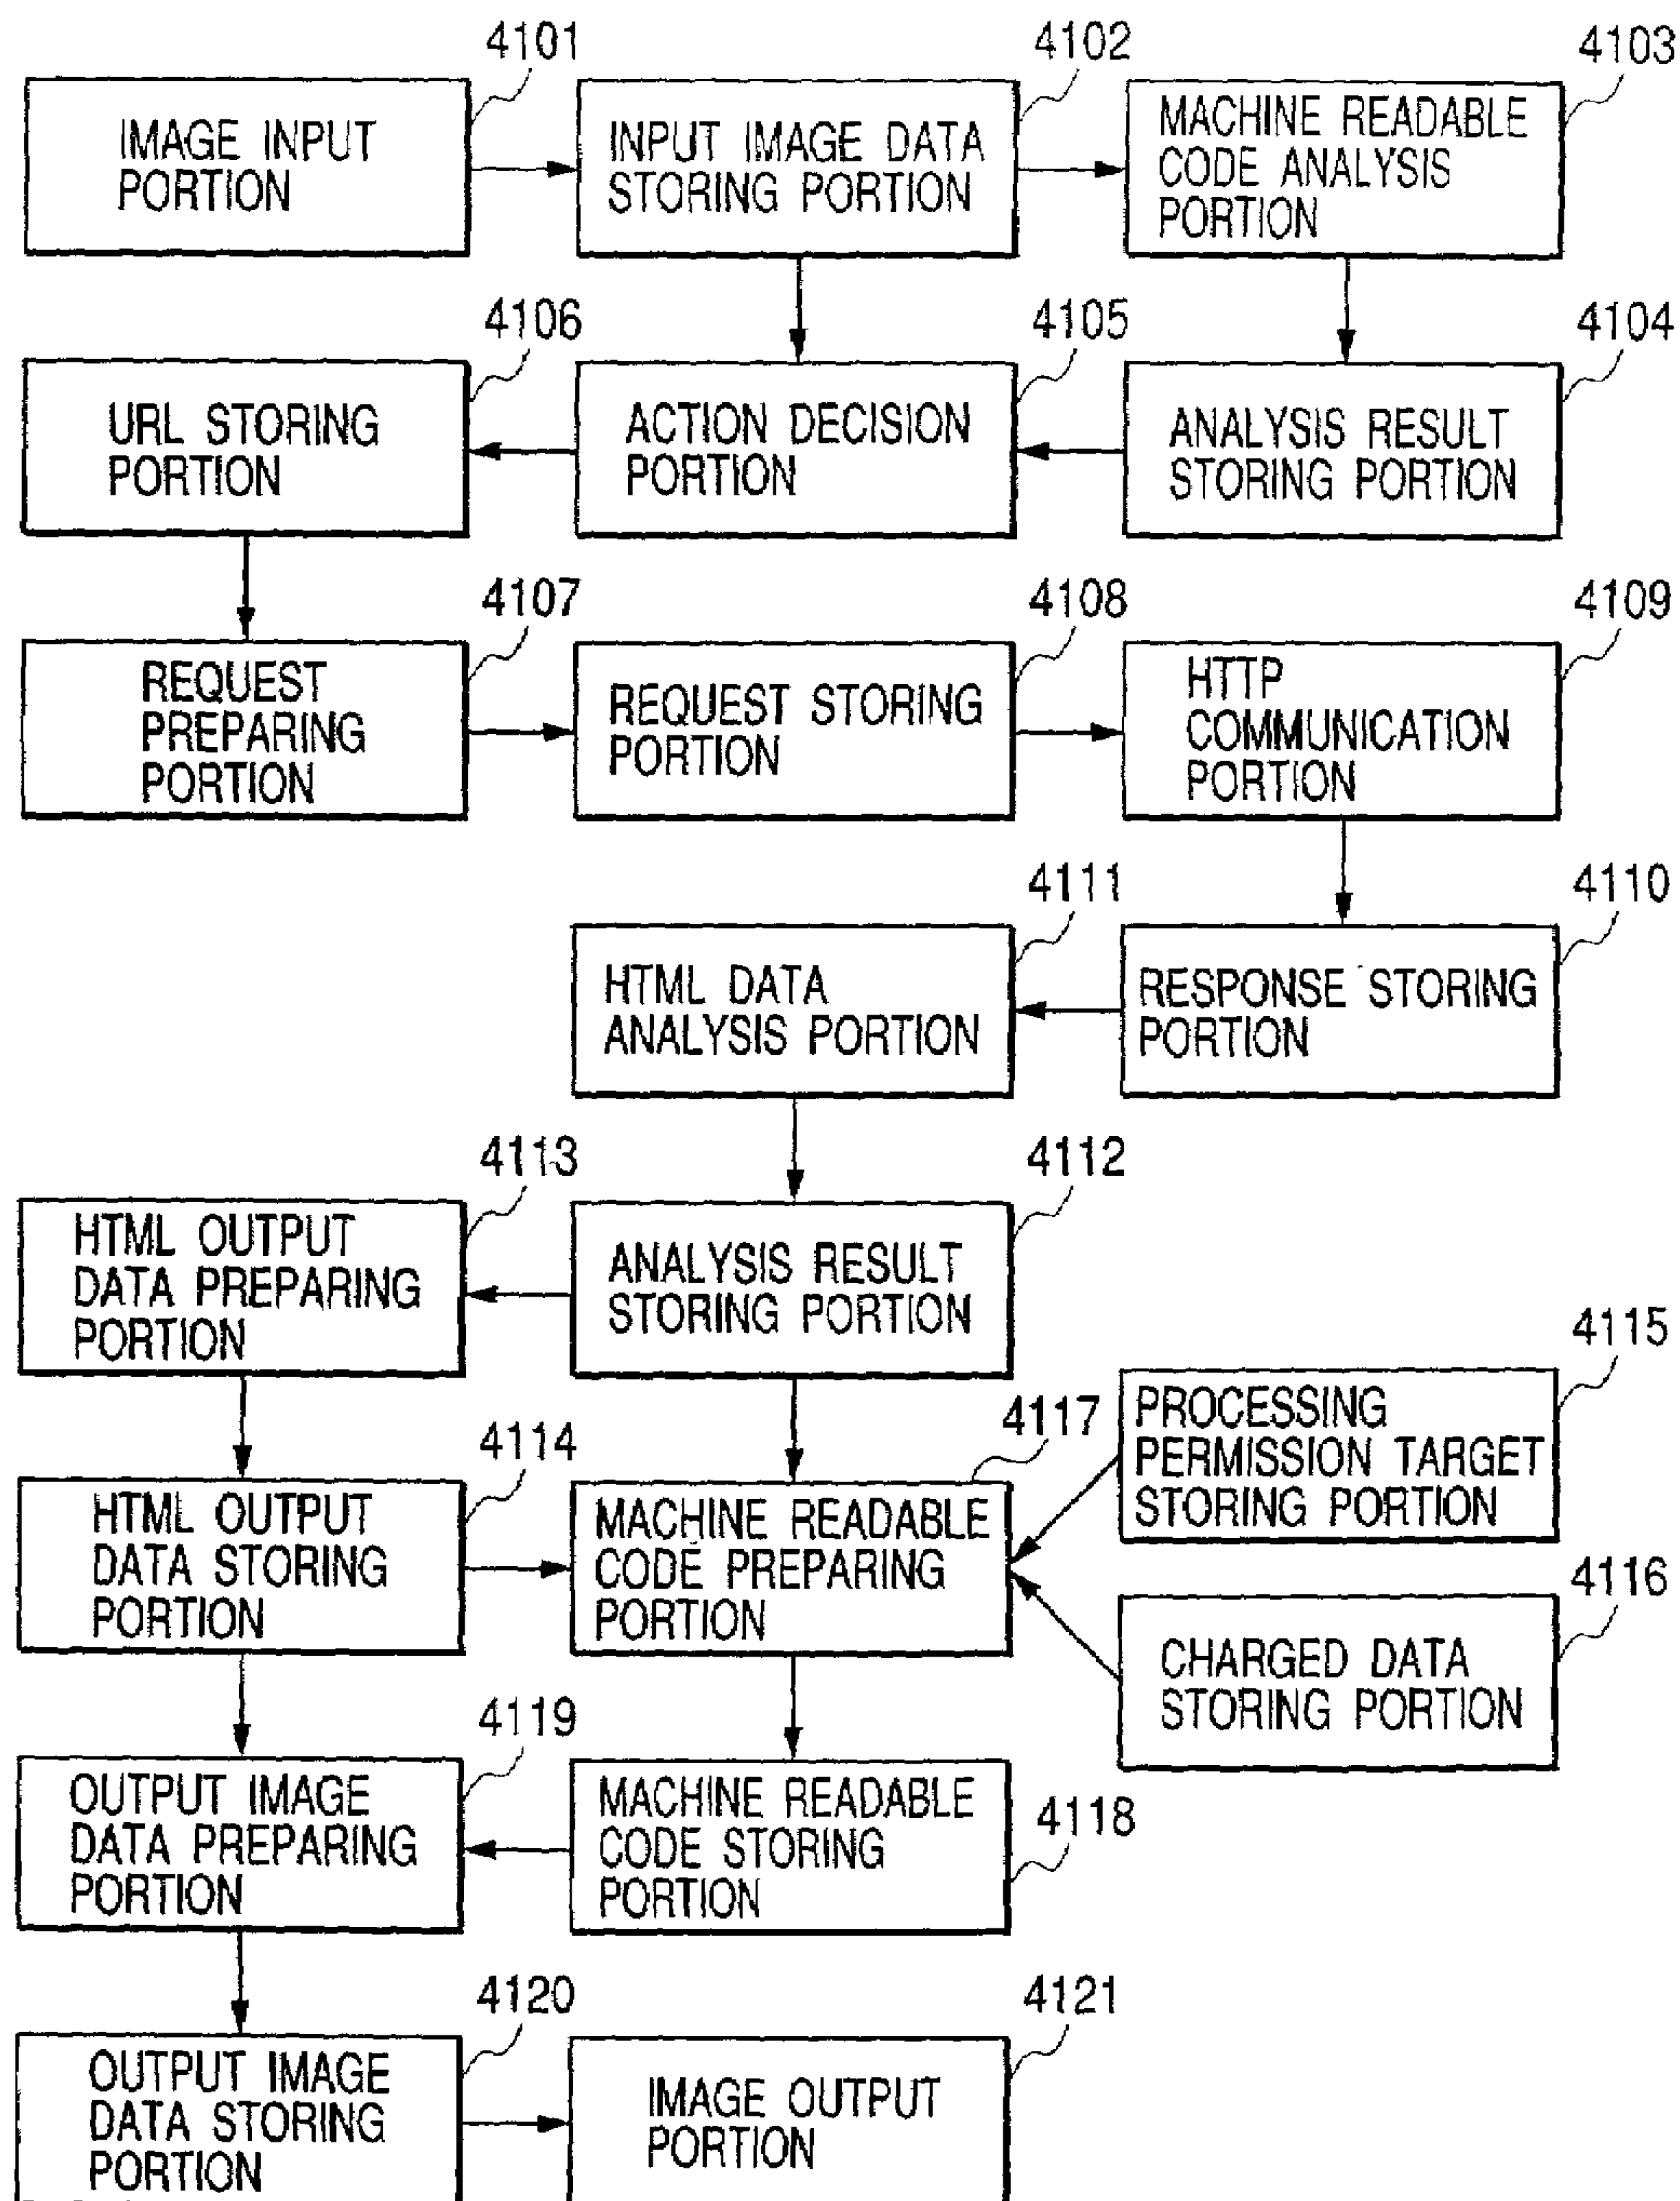 4101
4102
4103
IMAGE INPUT
PORTION
INPUT IMAGE DATA
STORING PORTION
MACHINE READABLE
CODE ANALYSIS
PORTION
4106
4105
4104
URL STORING
PORTION
ACTION DECISION
PORTION
ANALYSIS RESULT
STORING PORTION
4107
4108
4109
REQUEST
PREPARING
PORTION
REQUEST STORING
PORTION
HTTP
COMMUNICATION
PORTION
4111
4110
HTML DATA
ANALYSIS PORTION
RESPONSE STORING
PORTION
4113
4112
HTML OUTPUT
DATA PREPARING
PORTION
ANALYSIS RESULT
STORING PORTION
4115
PROCESSING
PERMISSION TARGET
STORING PORTION
4114
4117
HTML OUTPUT
DATA STORING
PORTION
MACHINE READABLE
CODE PREPARING
PORTION
4116
CHARGED DATA
STORING PORTION
4119
4118
OUTPUT IMAGE
DATA PREPARING
PORTION
MACHINE READABLE
CODE STORING
PORTION
4120
4121
OUTPUT IMAGE
DATA STORING
PORTION
IMAGE OUTPUT
PORTION